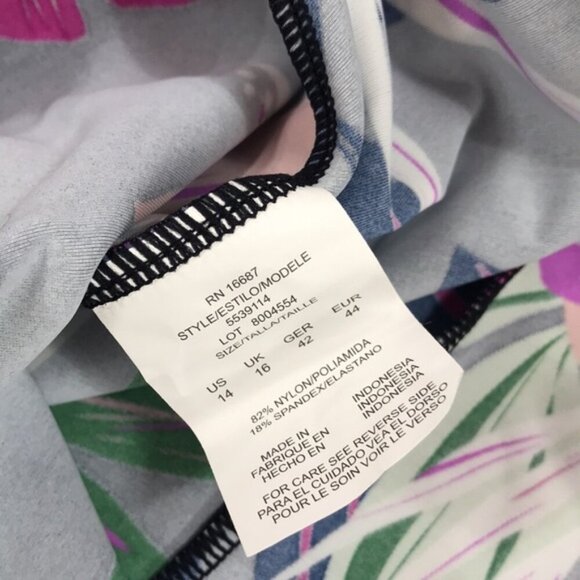 RN 16687
STYLE/ESTILO/MODELE
5539114
LOT 8004554
SIZE/TALLA/TAILLE
US UK GER EUR
14 16 42 44
82% NYLON/POLIAMIDA
18% SPANDEX/ELASTANO
MADE IN INDONESIA
FABRIQUE EN INDONESIE
HECHO EN INDONESIA
FOR CARE SEE REVERSE SIDE
PARA EL CUIDADO VEA EL DORSO
POUR LE SOIN VOIR LE VERSO